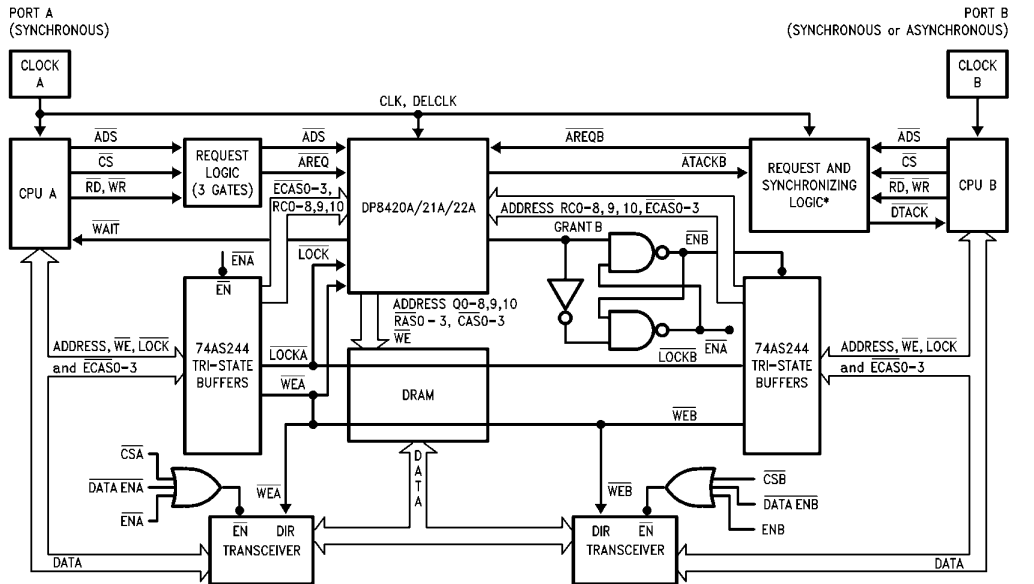 PORT A
(SYNCHRONOUS)
PORT B
(SYNCHRONOUS or ASYNCHRONOUS)
CLOCK
A
CLOCK
B
CLK, DELCLK
CPU A
ADS
CS
RD, WR
WAIT
REQUEST
LOGIC
(3 GATES)
ADS
AREQ
ECAS0-3,
RC0-8,9,10
LOCK
DP8420A/21A/22A
AREQB
ATACKB
ADDRESS RC0-8, 9, 10, ECAS0-3
GRANT B
REQUEST AND
SYNCHRONIZING
LOGIC*
ADS
CS
RD, WR
DTACK
CPU B
ENA
EN
ENB
ENA
ADDRESS Q0-8,9,10
RAS0-3, CAS0-3
WE
ADDRESS, WE, LOCK
and ECAS0-3
74AS244
TRI-STATE
BUFFERS
LOCKA
WEA
DRAM
LOCKB
WEB
74AS244
TRI-STATE
BUFFERS
ADDRESS, WE, LOCK
and ECAS0-3
CSA
DATA ENA
ENA
WEA
DATA
WEB
CSB
DATA ENB
ENB
EN DIR
TRANSCEIVER
DIR EN
TRANSCEIVER
DATA
DATA